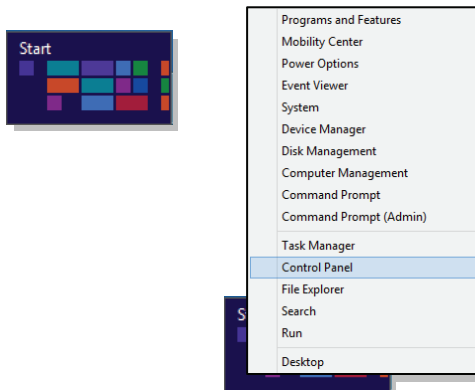 Start
Programs and Features
Mobility Center
Power Options
Event Viewer
System
Device Manager
Disk Management
Computer Management
Command Prompt
Command Prompt (Admin)
Task Manager
Control Panel
File Explorer
Search
Run
Desktop